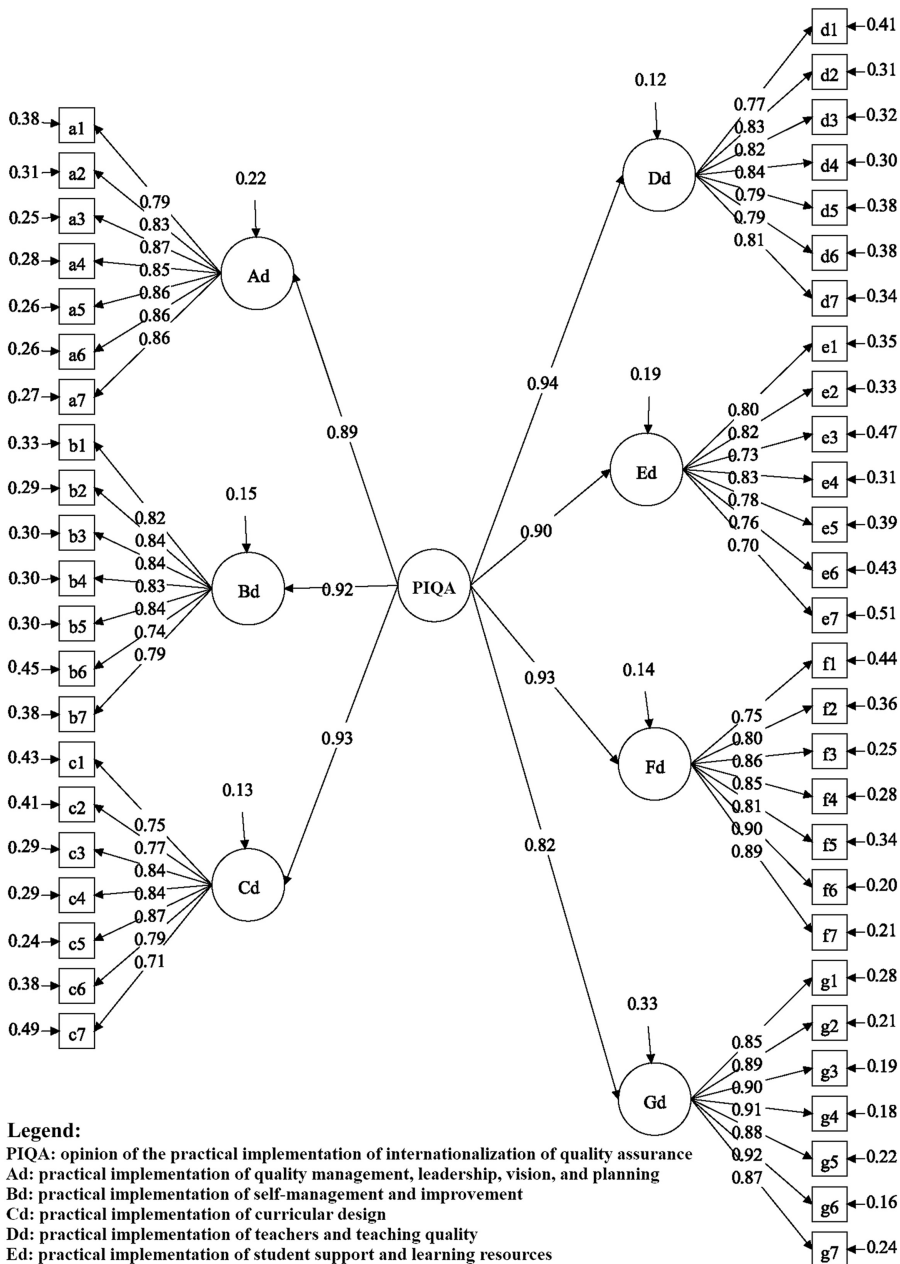 0.38 a1
0.31 a2
0.25 a3
0.28 a4
0.26 a5
0.26 a6
0.27 a7
0.79
0.83
0.87
0.85
0.86
0.86
0.86
0.22
Ad
0.33 b1
0.29 b2
0.30 b3
0.30 b4
0.30 b5
0.45 b6
0.38 b7
0.82
0.84
0.84
0.83
0.84
0.74
0.79
0.15
Bd
0.43 c1
0.41 c2
0.29 c3
0.29 c4
0.24 c5
0.38 c6
0.49 c7
0.75
0.77
0.84
0.84
0.87
0.79
0.71
0.13
Cd
0.89
0.92
0.93
PIQA
0.94
0.90
0.93
0.82
0.12
Dd
0.77
0.83
0.82
0.84
0.79
0.79
0.81
d1 0.41
d2 0.31
d3 0.32
d4 0.30
d5 0.38
d6 0.38
d7 0.34
0.19
Ed
0.80
0.82
0.73
0.83
0.78
0.76
0.70
e1 0.35
e2 0.33
e3 0.47
e4 0.31
e5 0.39
e6 0.43
e7 0.51
0.14
Fd
0.75
0.80
0.86
0.85
0.81
0.90
0.89
f1 0.44
f2 0.36
f3 0.25
f4 0.28
f5 0.34
f6 0.20
f7 0.21
0.33
Gd
0.85
0.89
0.90
0.91
0.88
0.92
0.87
g1 0.28
g2 0.21
g3 0.19
g4 0.18
g5 0.22
g6 0.16
g7 0.24
Legend:
PIQA: opinion of the practical implementation of internationalization of quality assurance
Ad: practical implementation of quality management, leadership, vision, and planning
Bd: practical implementation of self-management and improvement
Cd: practical implementation of curricular design
Dd: practical implementation of teachers and teaching quality
Ed: practical implementation of student support and learning resources